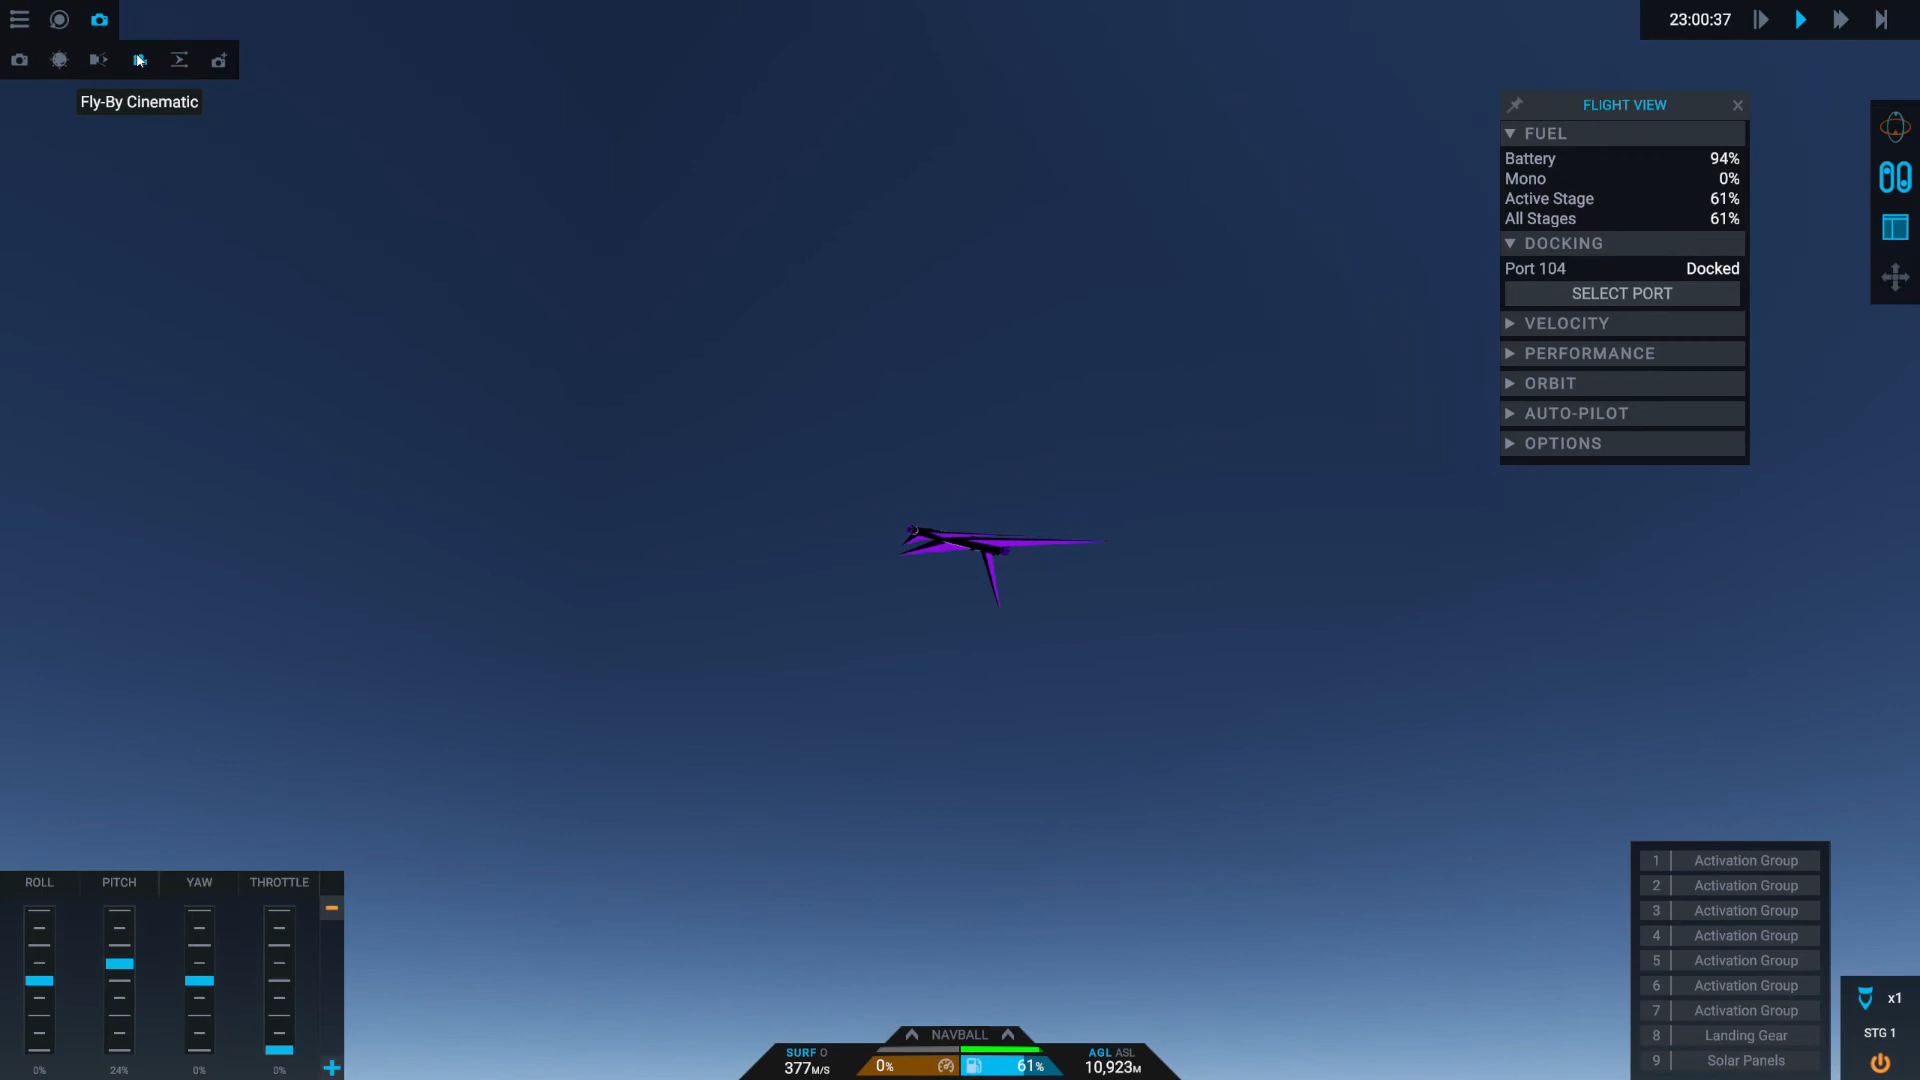 23:00:37
Fly-By Cinematic
FLIGHT VIEW
FUEL
Battery 94%
Mono 0%
Active Stage 61%
All Stages 61%
DOCKING
Port 104 Docked
SELECT PORT
VELOCITY
PERFORMANCE
ORBIT
AUTO-PILOT
OPTIONS
ROLL PITCH YAW THROTTLE
0% 24% 0% 0%
NAVBALL
SURF O
377M/S
0%
61%
AGL ASL
10,923M
1 Activation Group
2 Activation Group
3 Activation Group
4 Activation Group
5 Activation Group
6 Activation Group
7 Activation Group
8 Landing Gear
9 Solar Panels
x1
STG 1